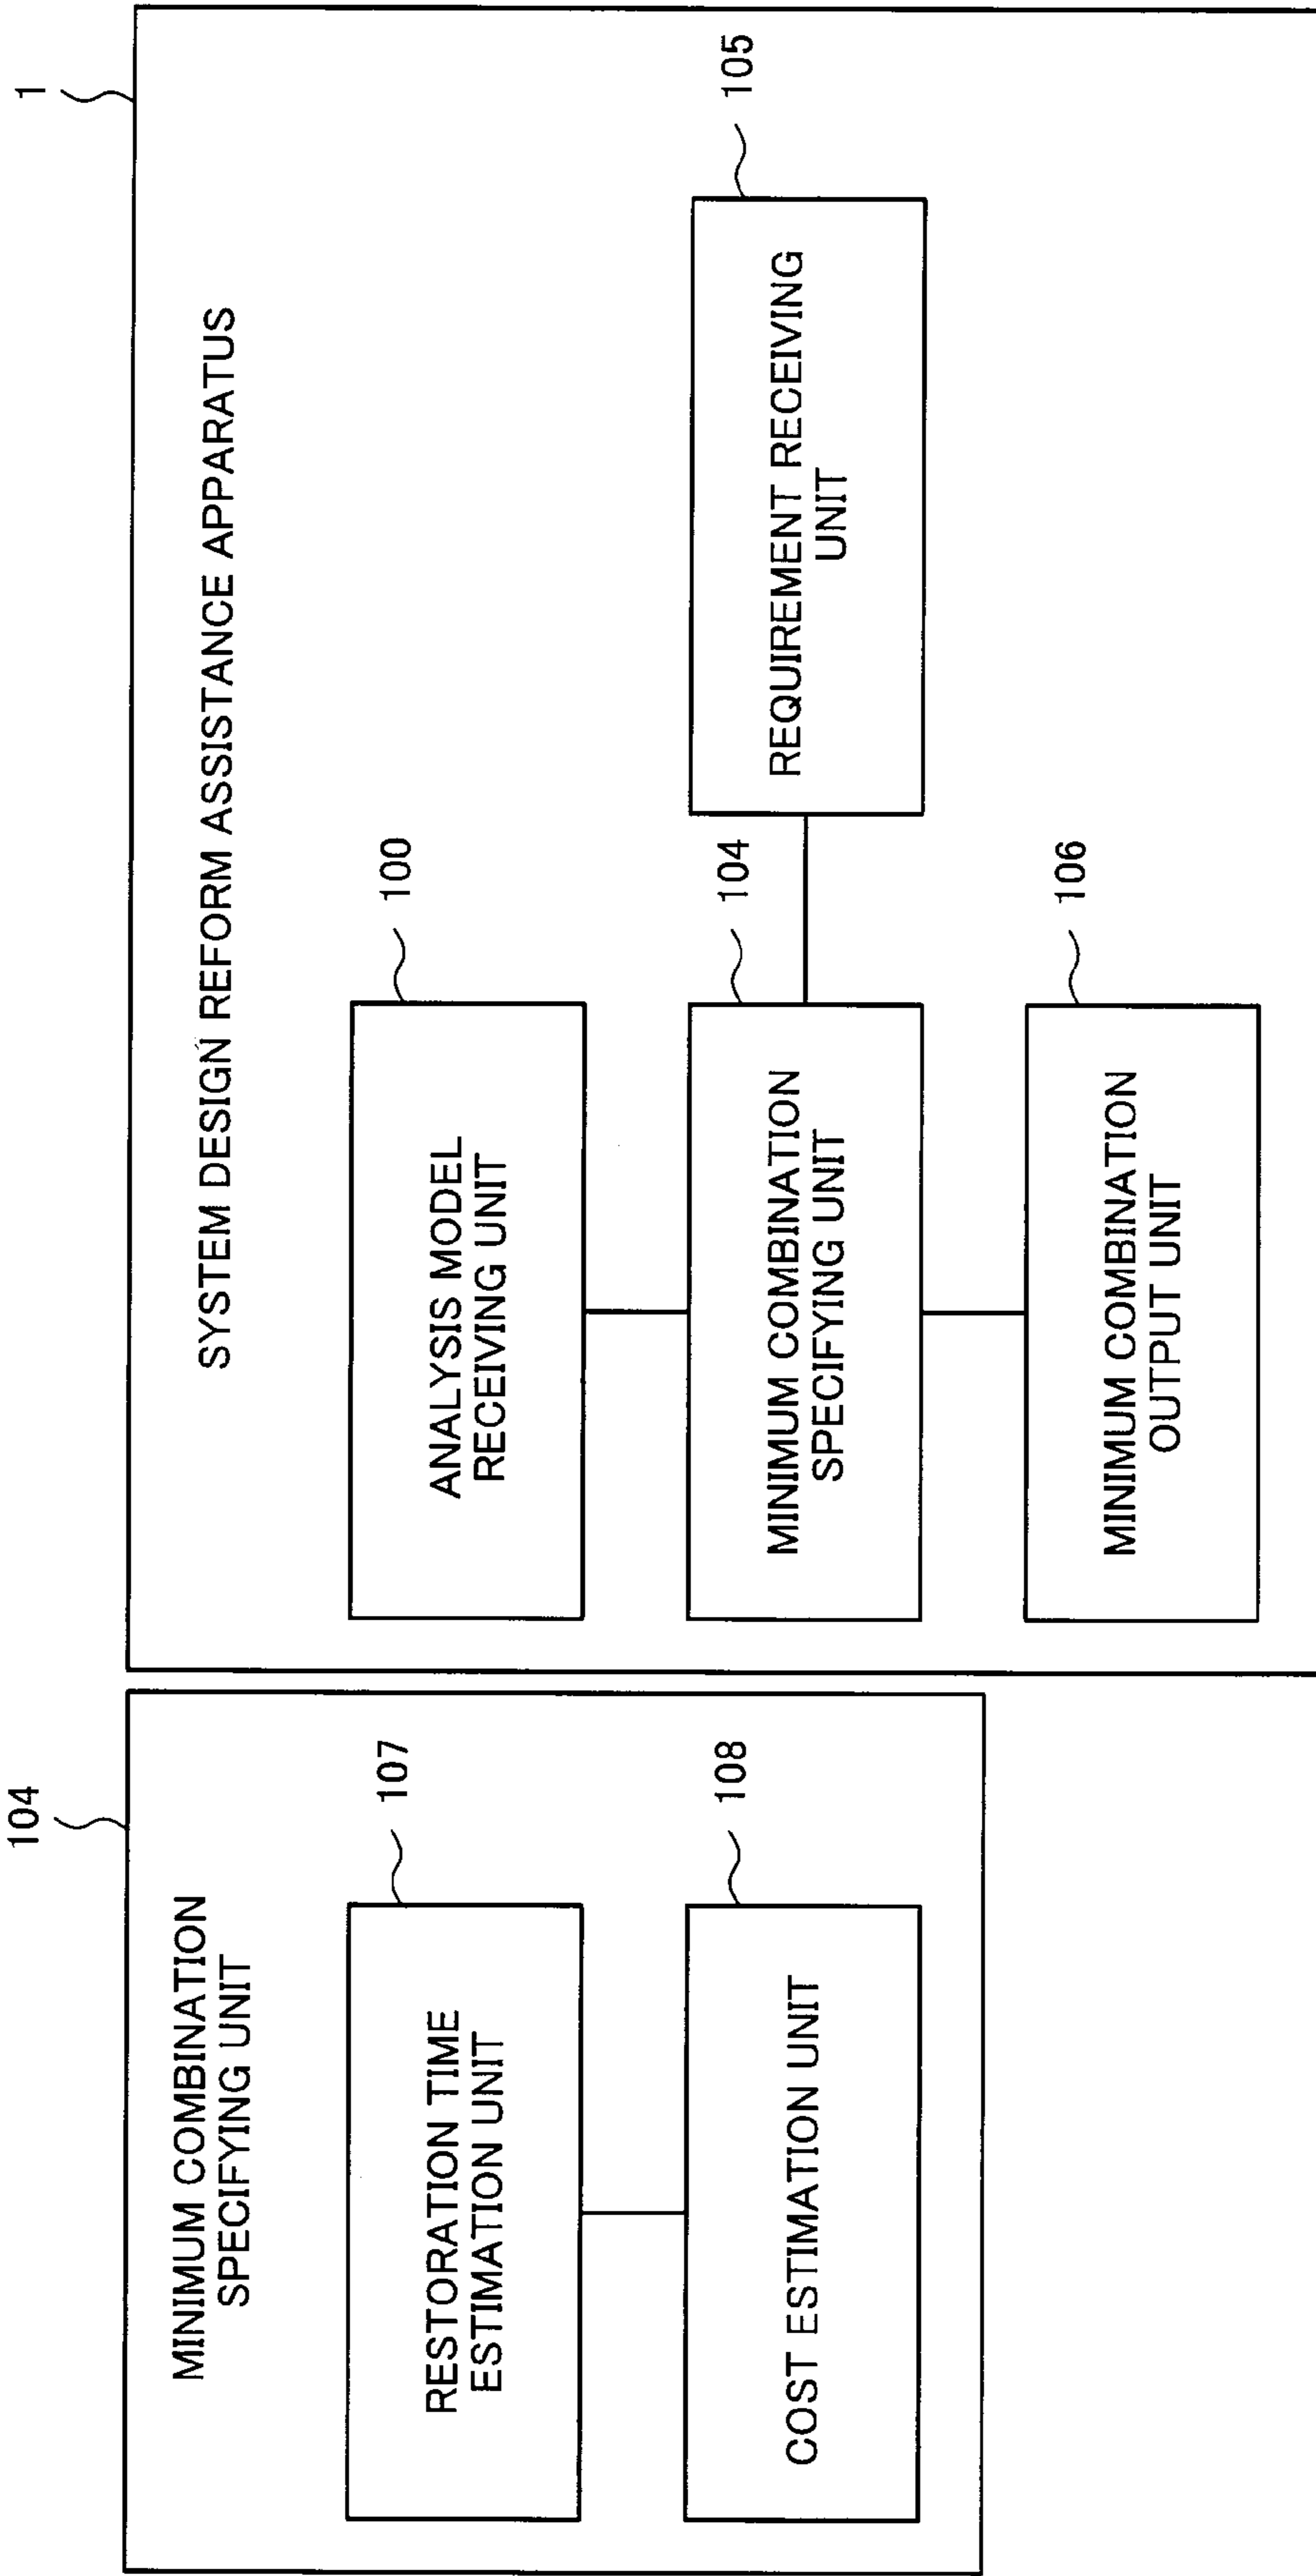 104
MINIMUM COMBINATION
SPECIFYING UNIT
107
RESTORATION TIME
ESTIMATION UNIT
108
COST ESTIMATION UNIT
1
SYSTEM DESIGN REFORM ASSISTANCE APPARATUS
100
ANALYSIS MODEL
RECEIVING UNIT
104
MINIMUM COMBINATION
SPECIFYING UNIT
105
REQUIREMENT RECEIVING
UNIT
106
MINIMUM COMBINATION
OUTPUT UNIT